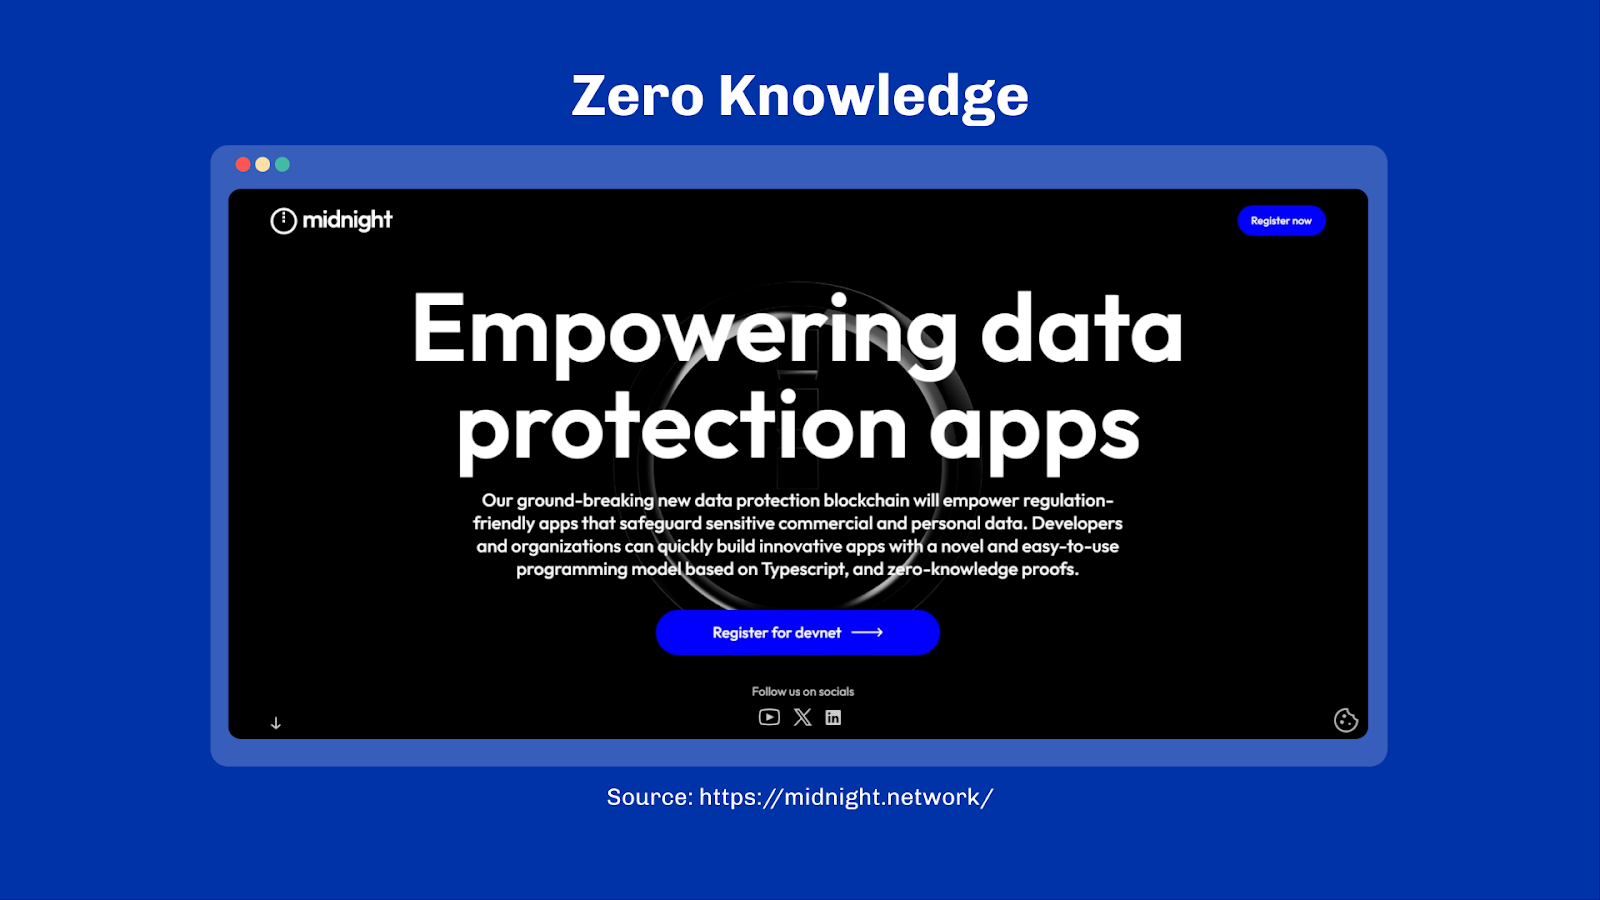 Zero Knowledge
midnight
Register now
Empowering data
protection apps
Our ground-breaking new data protection blockchain will empower regulation-
friendly apps that safeguard sensitive commercial and personal data. Developers
and organizations can quickly build innovative apps with a novel and easy-to-use
programming model based on Typescript, and zero-knowledge proofs.
Register for devnet
Follow us on socials
Source: https://midnight.network/